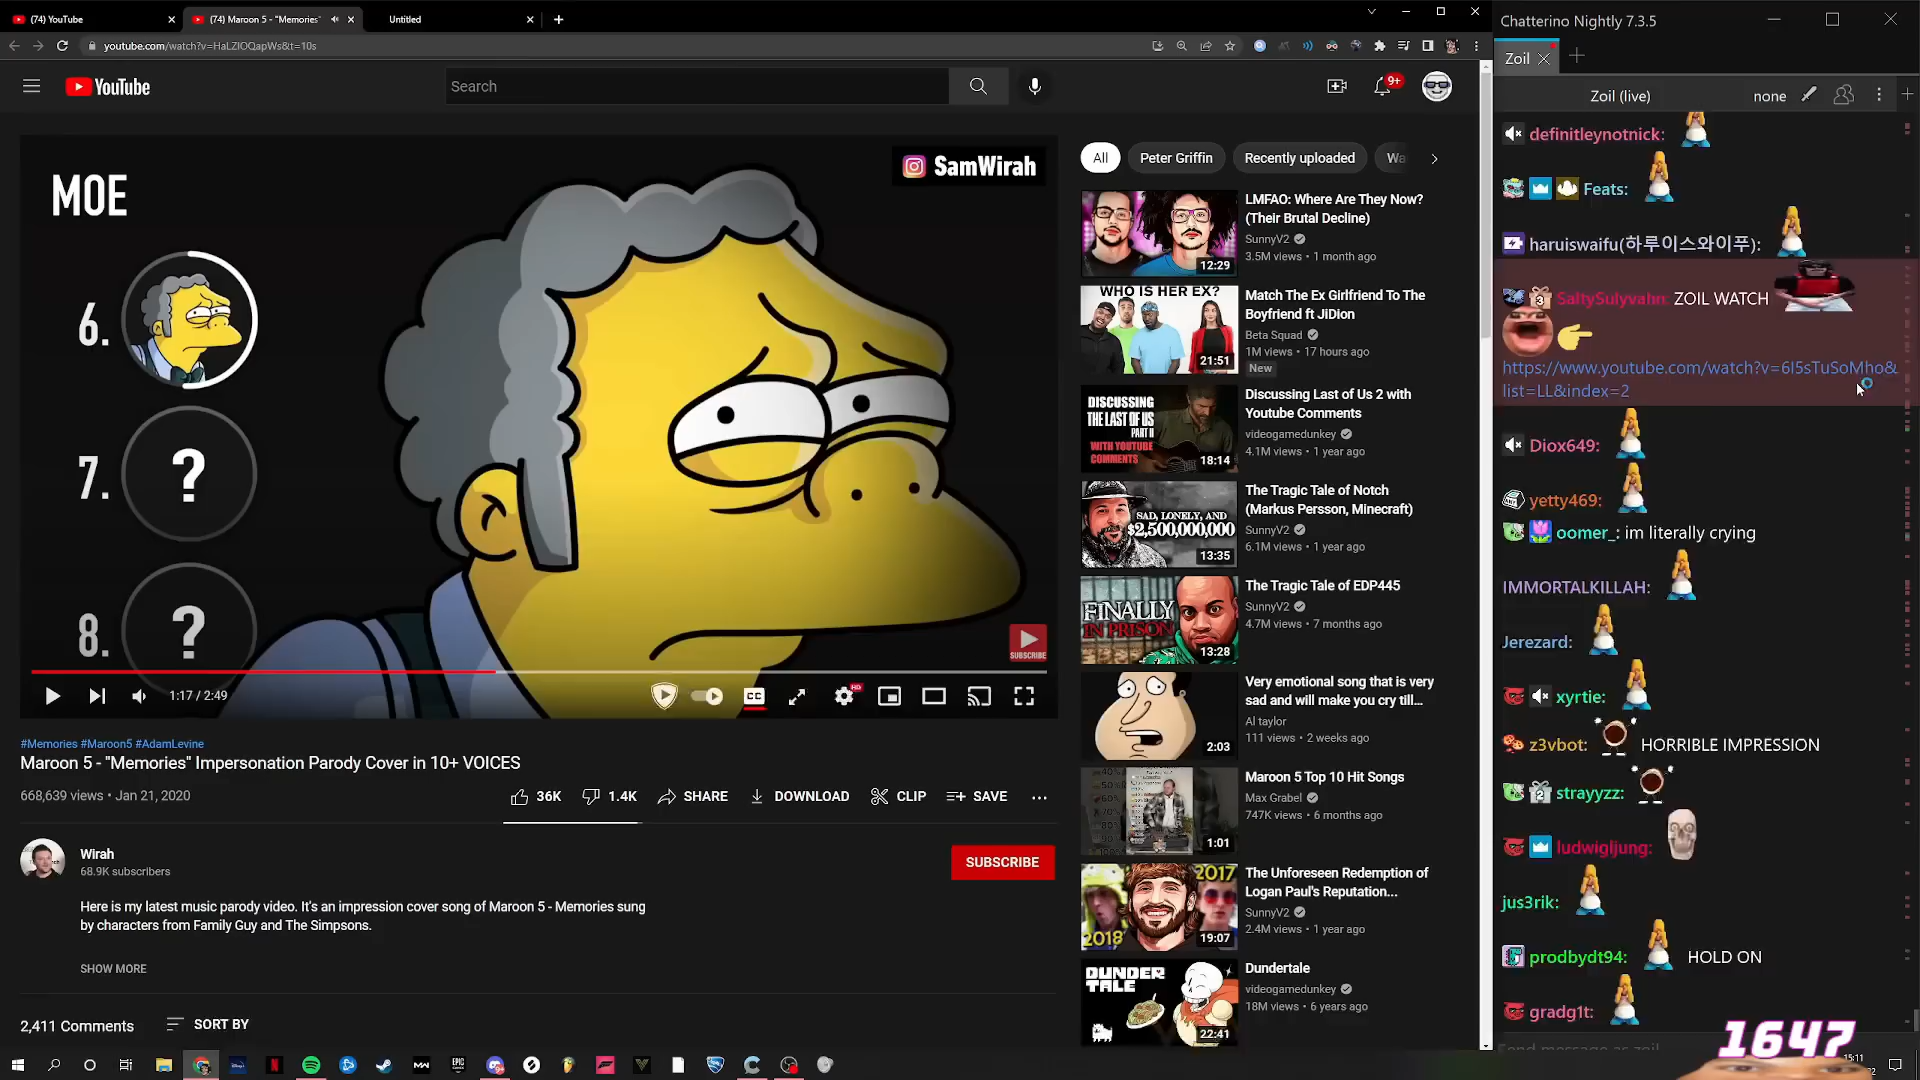 (74) YouTube
(74) Maroon 5 - "Memories"
Untitled
youtube.com/watch?v=HaLZlOQapWs&t=10s
YouTube
Search
9+
MOE
SamWirah
6.
7. ?
8. ?
SUBSCRIBE
1:17 / 2:49
CC
HD
#Memories #Maroon5 #AdamLevine
Maroon 5 - "Memories" Impersonation Parody Cover in 10+ VOICES
668,639 views • Jan 21, 2020
36K
1.4K
SHARE
DOWNLOAD
CLIP
SAVE
Wirah
68.9K subscribers
SUBSCRIBE
Here is my latest music parody video. It's an impression cover song of Maroon 5 - Memories sung
by characters from Family Guy and The Simpsons.
SHOW MORE
2,411 Comments
SORT BY
All
Peter Griffin
Recently uploaded
Wa
12:29
LMFAO: Where Are They Now?
(Their Brutal Decline)
SunnyV2
3.5M views • 1 month ago
WHO IS HER EX?
21:51
Match The Ex Girlfriend To The
Boyfriend ft JiDion
Beta Squad
1M views • 17 hours ago
New
DISCUSSING
THE LAST
OF US
PART II
WITH YOUTUBE
COMMENTS
18:14
Discussing Last of Us 2 with
Youtube Comments
videogamedunkey
4.1M views • 1 year ago
SAD, LONELY, AND
$2,500,000,000
13:35
The Tragic Tale of Notch
(Markus Persson, Minecraft)
SunnyV2
6.1M views • 1 year ago
FINALLY
IN PRISON
13:28
The Tragic Tale of EDP445
SunnyV2
4.7M views • 7 months ago
2:03
Very emotional song that is very
sad and will make you cry till...
Al taylor
111 views • 2 weeks ago
1:01
Maroon 5 Top 10 Hit Songs
Max Grabel
747K views • 6 months ago
2017
2018
19:07
The Unforeseen Redemption of
Logan Paul's Reputation...
SunnyV2
2.4M views • 1 year ago
DUNDER
TALE
22:41
Dundertale
videogamedunkey
18M views • 6 years ago
Chatterino Nightly 7.3.5
Zoil
Zoil (live)
none
definitleynotnick:
Feats:
haruiswaifu(하루이스와이푸):
SaltySulyvahn: ZOIL WATCH
https://www.youtube.com/watch?v=6I5sTuSoMho&
list=LL&index=2
Diox649:
yetty469:
oomer_: im literally crying
IMMORTALKILLAH:
Jerezard:
xyrtie:
z3vbot: HORRIBLE IMPRESSION
strayyzz:
ludwigljung:
jus3rik:
prodbydt94: HOLD ON
gradg1t:
1647
15:11